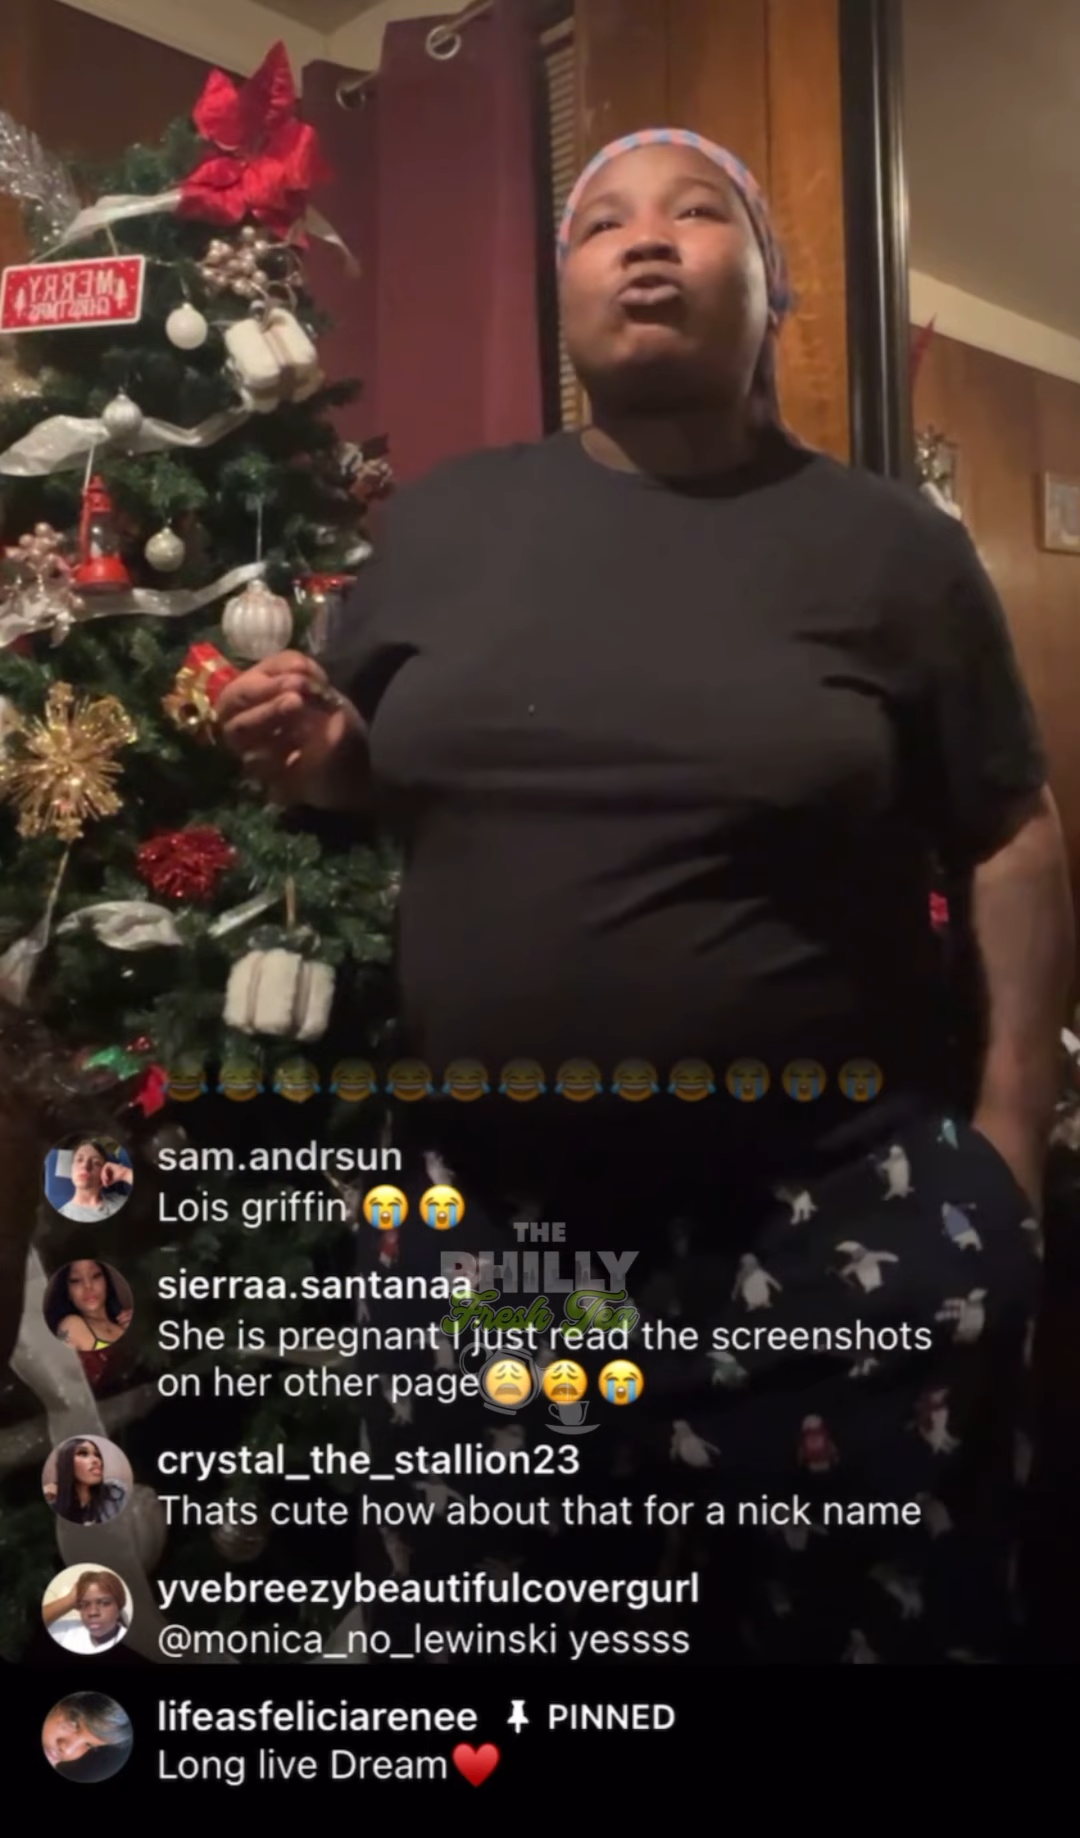 MERRY
CHRISTMAS
😂😂😂😂😂😂😂😂😂😂😭😭😭
sam.andrsun
Lois griffin 😭😭
THE
PHILLY
Fresh Tea
sierraa.santanaa
She is pregnant I just read the screenshots
on her other page😩😩😭
crystal_the_stallion23
Thats cute how about that for a nick name
yvebreezybeautifulcovergurl
@monica_no_lewinski yessss
lifeasfeliciarenee 📌 PINNED
Long live Dream❤️